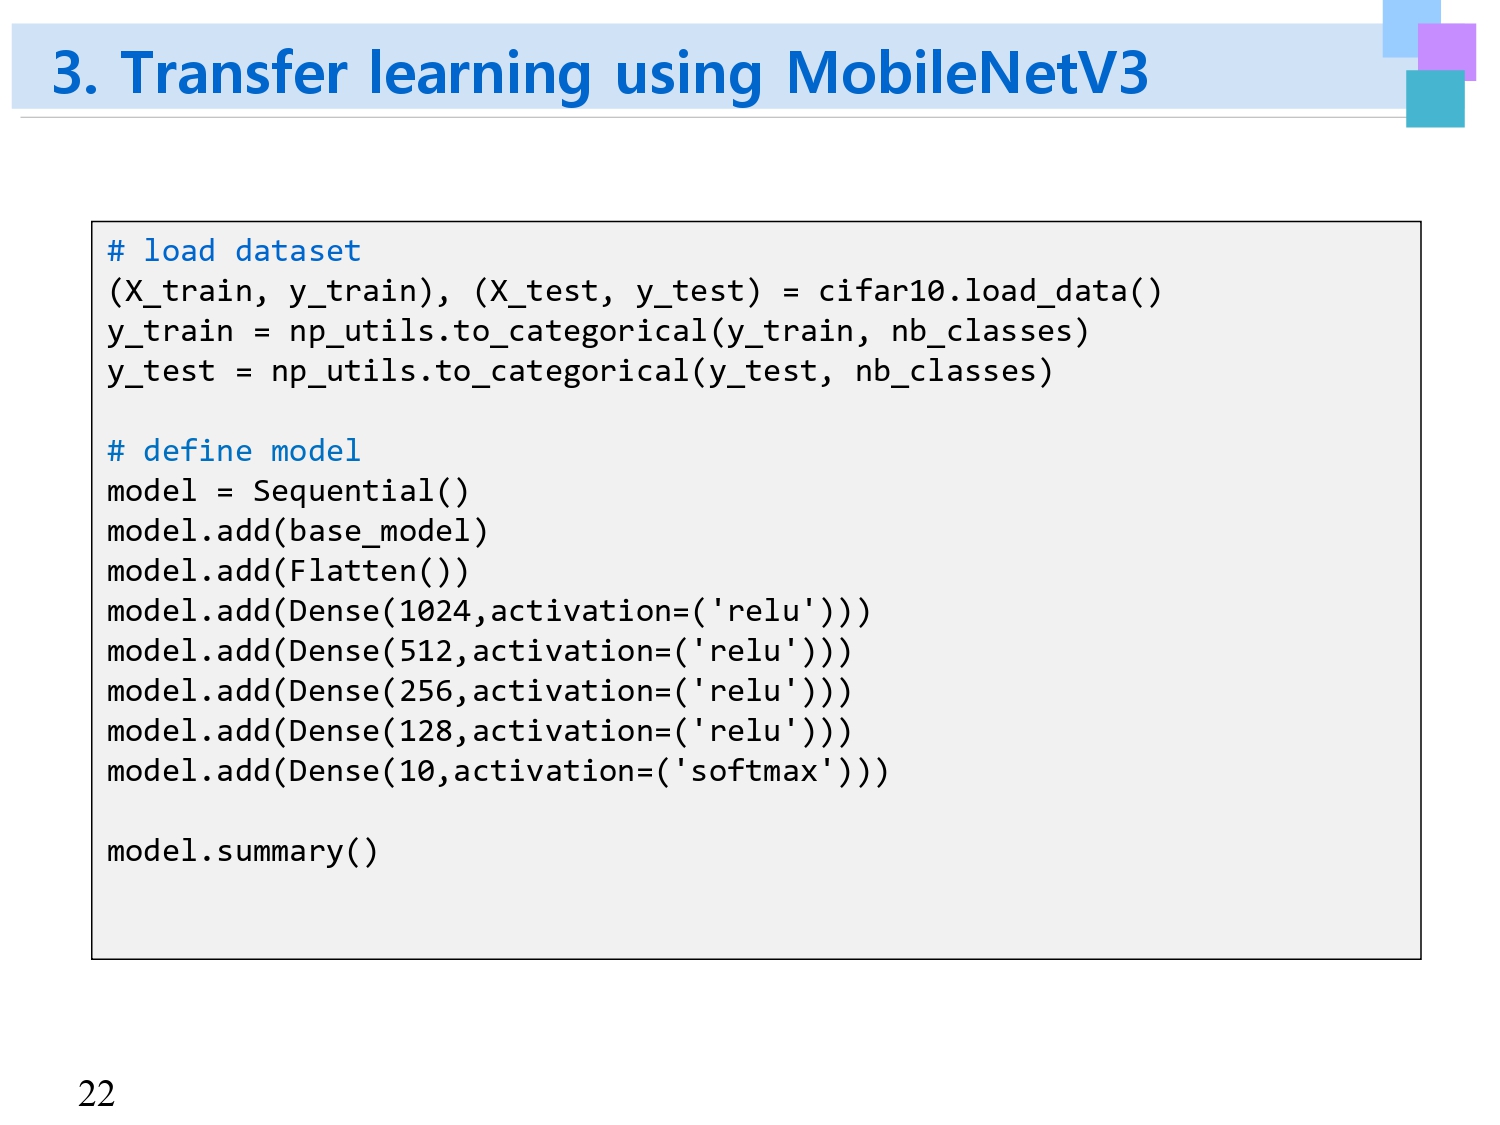 3. Transfer learning using MobileNetV3
# load dataset
(X_train, y_train), (X_test, y_test) = cifar10.load_data()
y_train = np_utils.to_categorical(y_train, nb_classes)
y_test = np_utils.to_categorical(y_test, nb_classes)
# define model
model = Sequential()
model.add(base_model)
model.add(Flatten())
model.add(Dense(1024,activation=('relu')))
model.add(Dense(512,activation=('relu')))
model.add(Dense(256,activation=('relu')))
model.add(Dense(128,activation=('relu')))
model.add(Dense(10,activation=('softmax')))
model.summary()
22